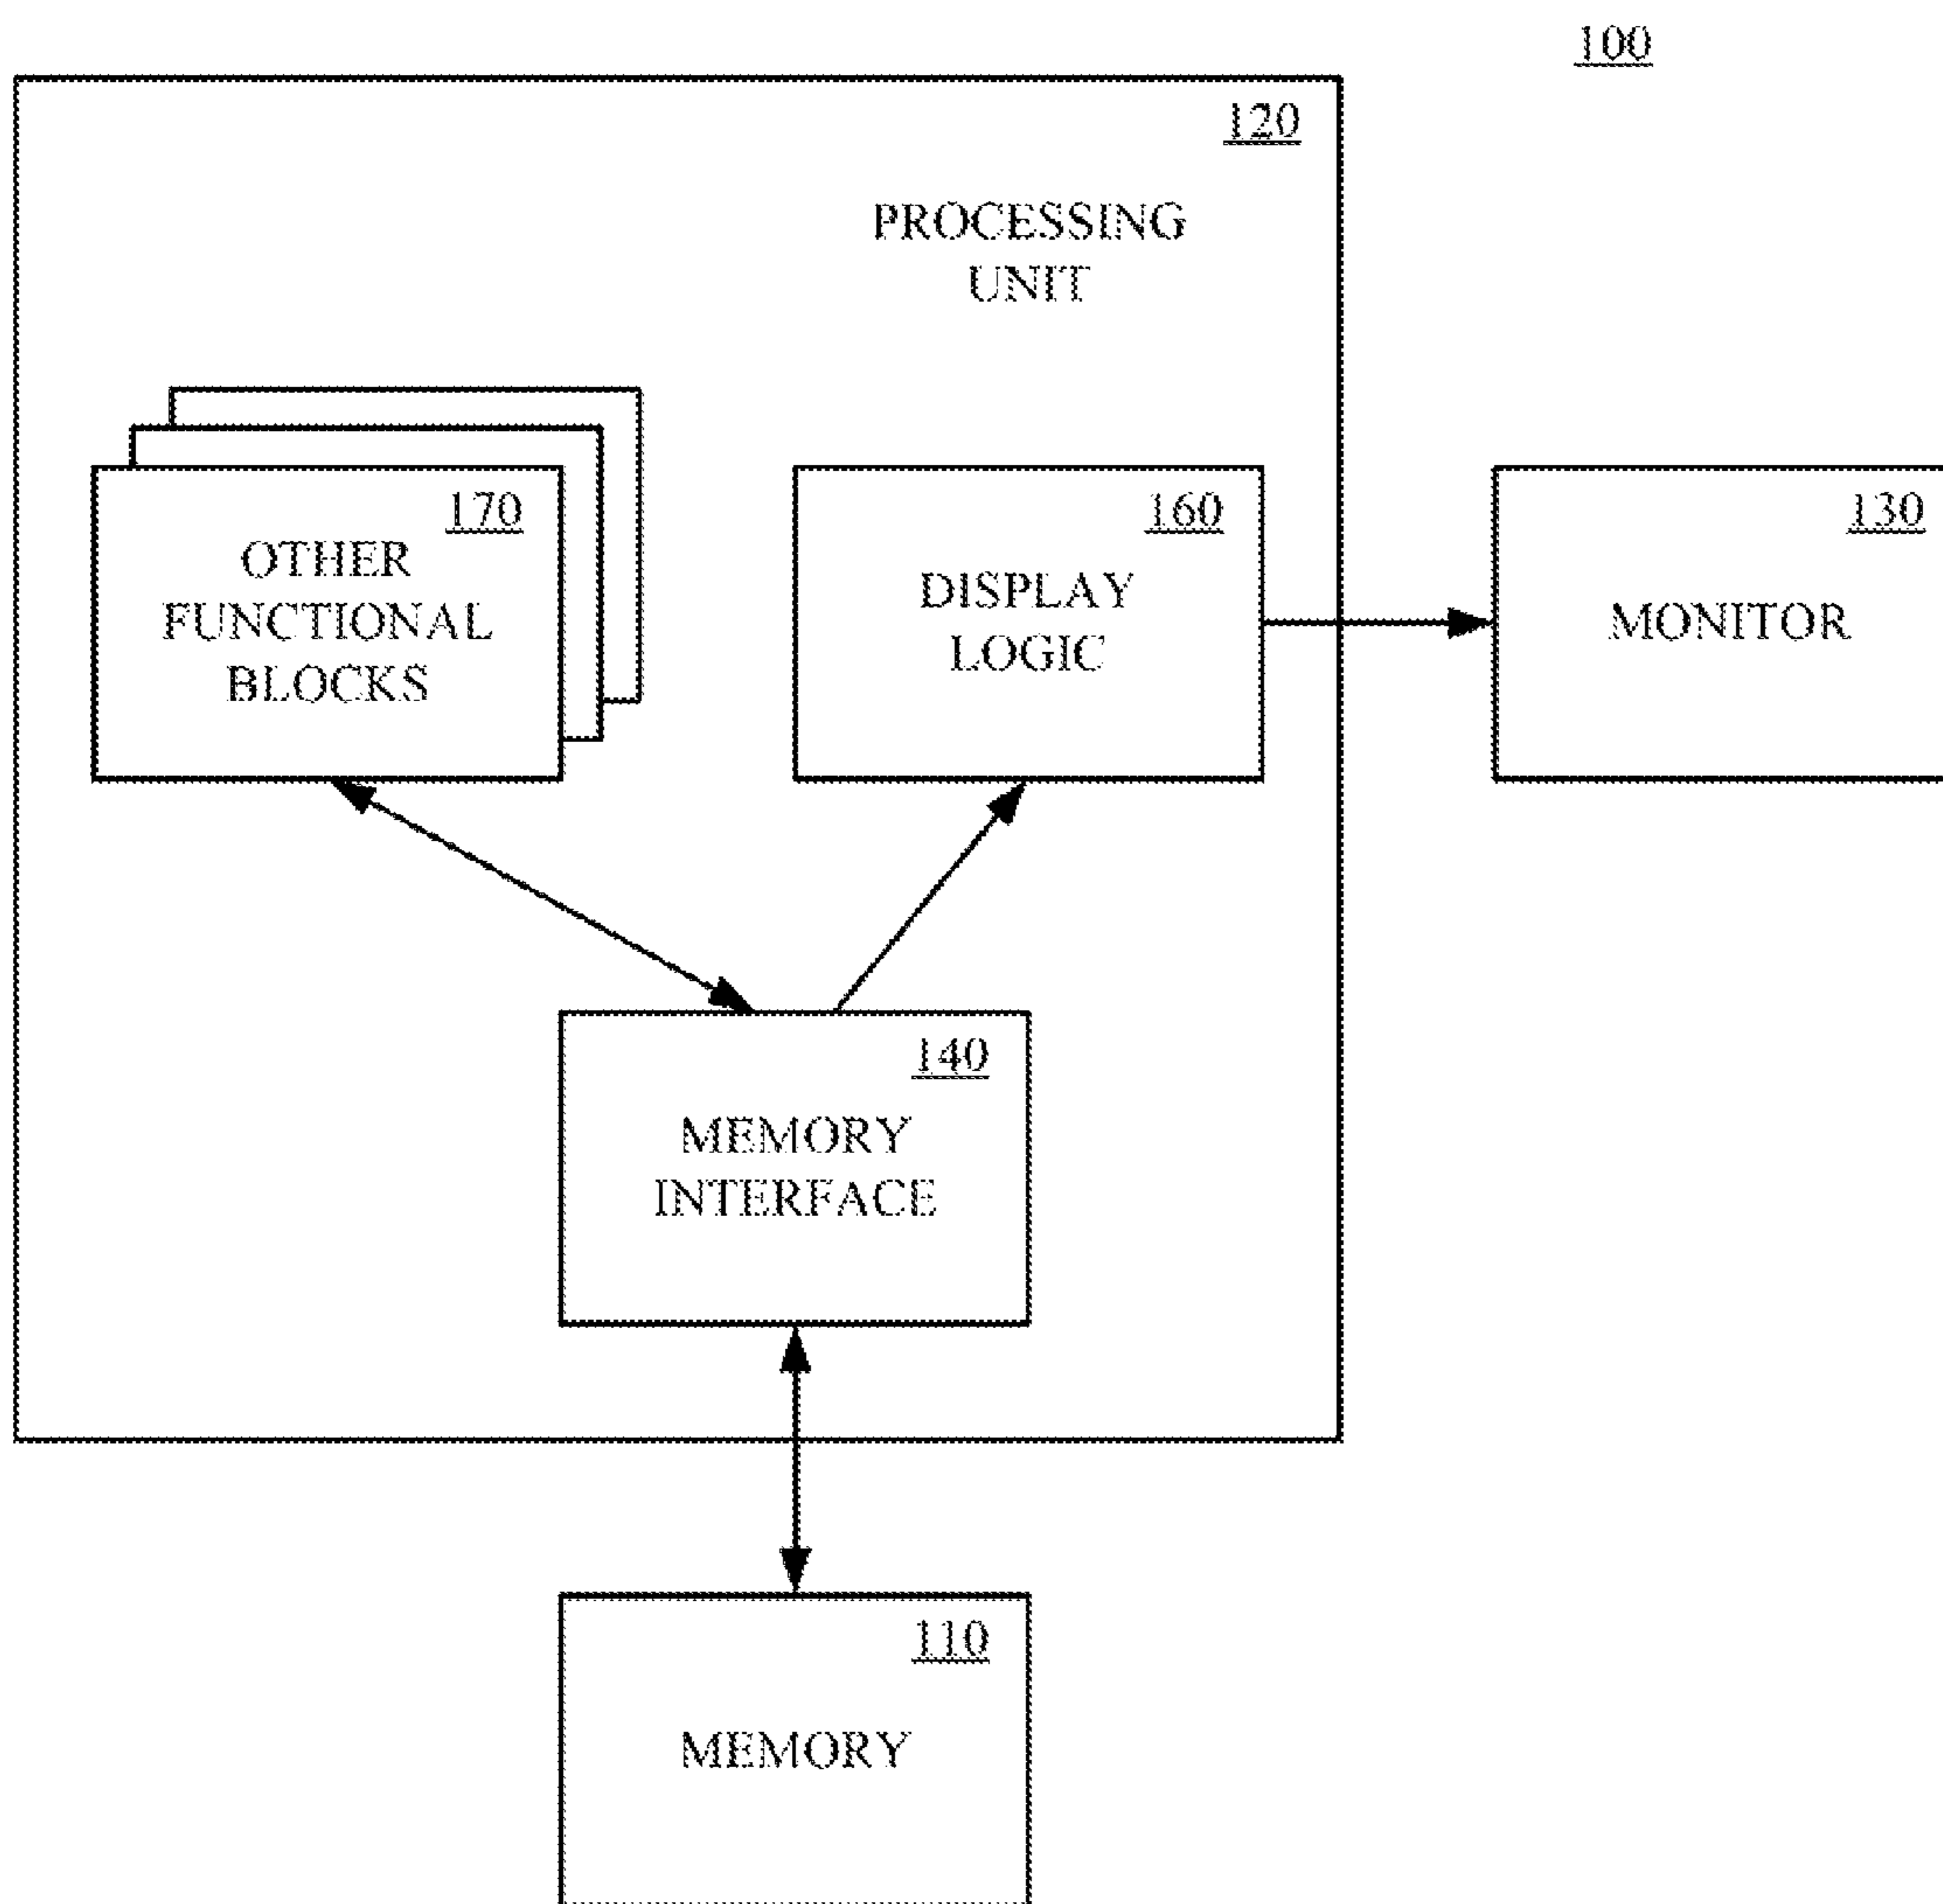 100
120
PROCESSING
UNIT
170
OTHER
FUNCTIONAL
BLOCKS
160
DISPLAY
LOGIC
130
MONITOR
140
MEMORY
INTERFACE
110
MEMORY